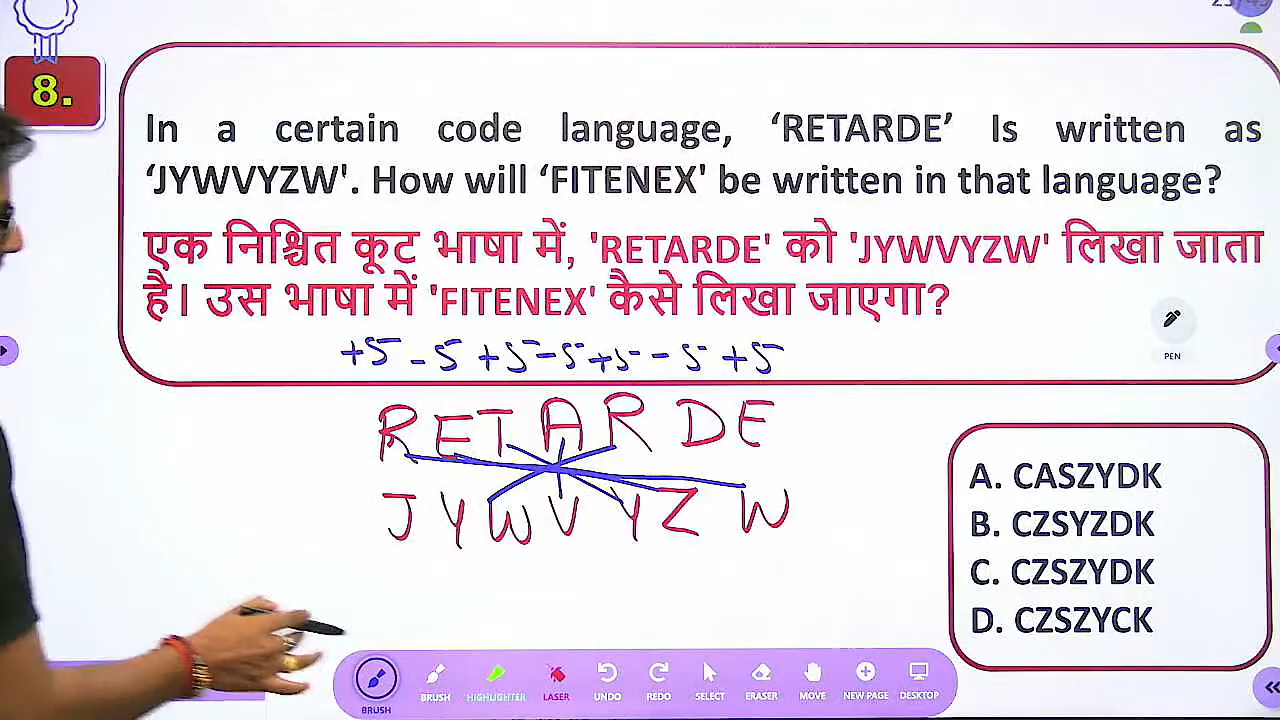 8.
In a certain code language, ‘RETARDE’ Is written as
‘JYWVYZW'. How will ‘FITENEX' be written in that language?
एक निश्चित कूट भाषा में, 'RETARDE' को 'JYWVYZW' लिखा जाता
है। उस भाषा में 'FITENEX' कैसे लिखा जाएगा?
PEN
+5 -5 +5 -5 +5 -5 +5
RETARDE
JYWVYZW
A. CASZYDK
B. CZSYZDK
C. CZSZYDK
D. CZSZYCK
BRUSH
BRUSH
HIGHLIGHTER
LASER
UNDO
REDO
SELECT
ERASER
MOVE
NEW PAGE
DESKTOP